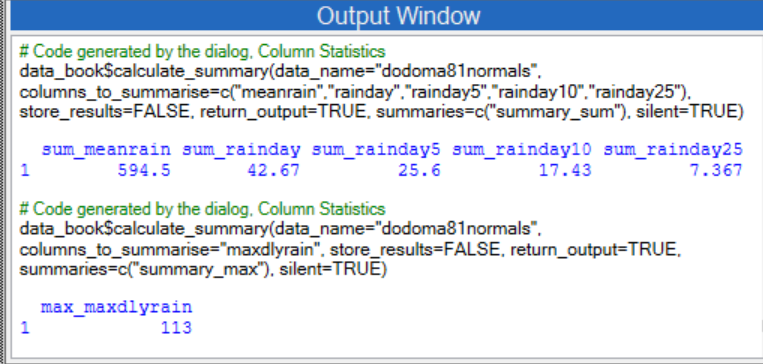 Output Window
# Code generated by the dialog, Column Statistics
data_book$calculate_summary(data_name="dodoma81normals",
columns_to_summarise=c("meanrain","rainday","rainday5","rainday10","rainday25"),
store_results=FALSE, return_output=TRUE, summaries=c("summary_sum"), silent=TRUE)
sum_meanrain sum_rainday sum_rainday5 sum_rainday10 sum_rainday25
1 594.5 42.67 25.6 17.43 7.367
# Code generated by the dialog, Column Statistics
data_book$calculate_summary(data_name="dodoma81normals",
columns_to_summarise="maxdlyrain", store_results=FALSE, return_output=TRUE,
summaries=c("summary_max"), silent=TRUE)
max_maxdlyrain
1 113